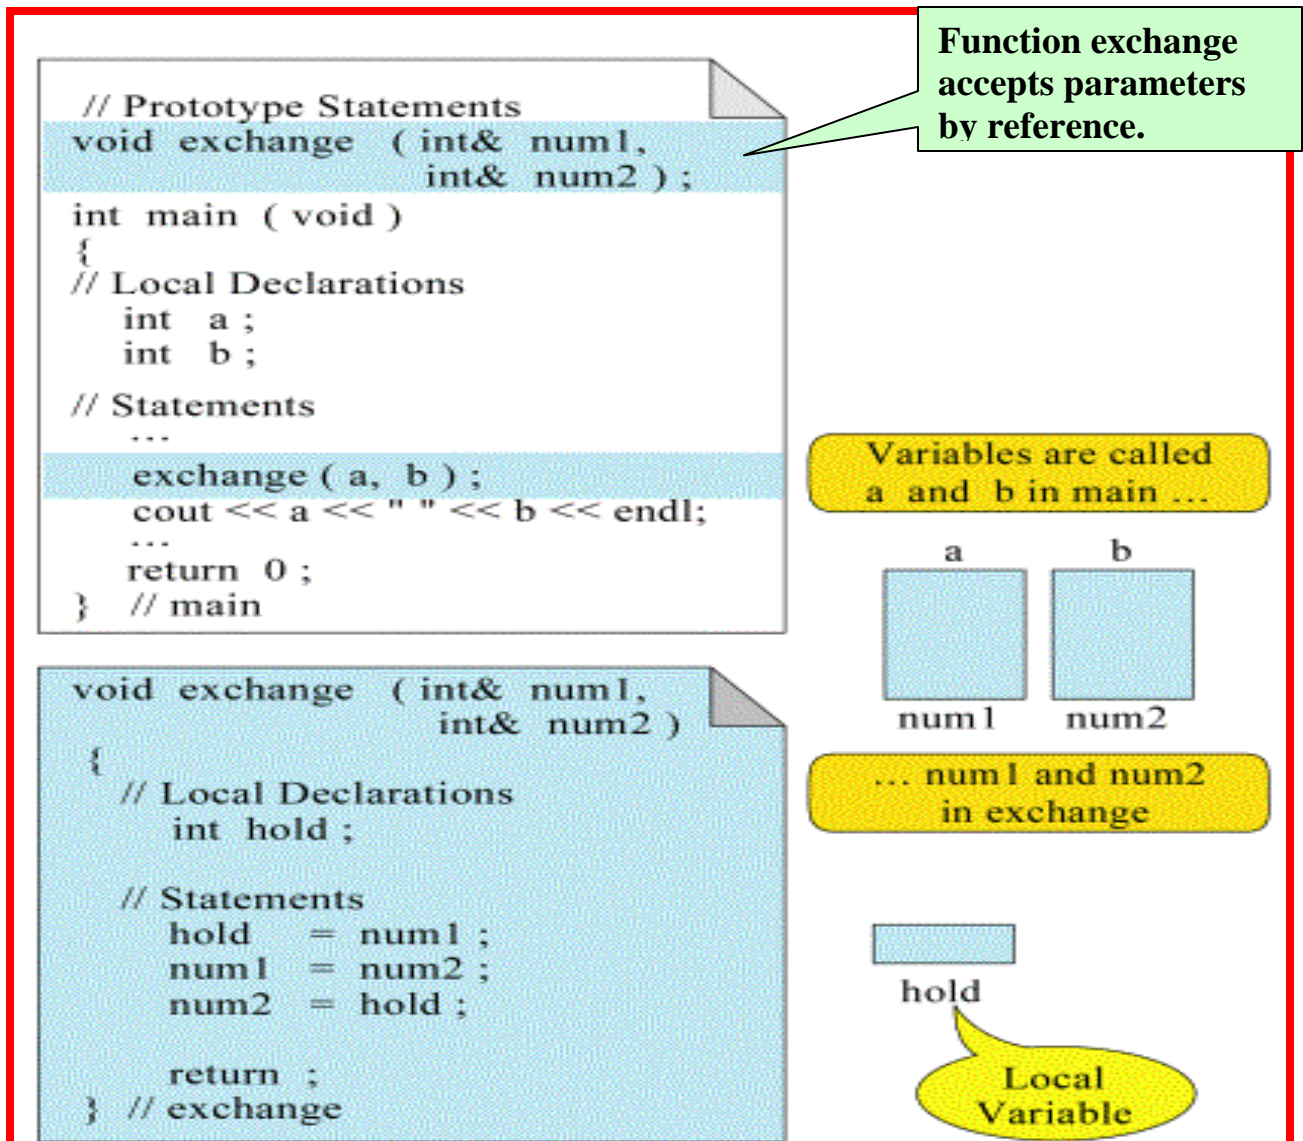 Function exchange
accepts parameters
by reference.
// Prototype Statements
void exchange ( int& num1,
int& num2 ) ;
int main ( void )
{
// Local Declarations
int a ;
int b ;
// Statements
...
exchange ( a, b ) ;
cout << a << " " << b << endl;
...
return 0 ;
} // main
Variables are called
a and b in main ...
a b
num1 num2
... num1 and num2
in exchange
void exchange ( int& num1,
int& num2 )
{
// Local Declarations
int hold ;
// Statements
hold = num1 ;
num1 = num2 ;
num2 = hold ;
return ;
} // exchange
hold
Local
Variable